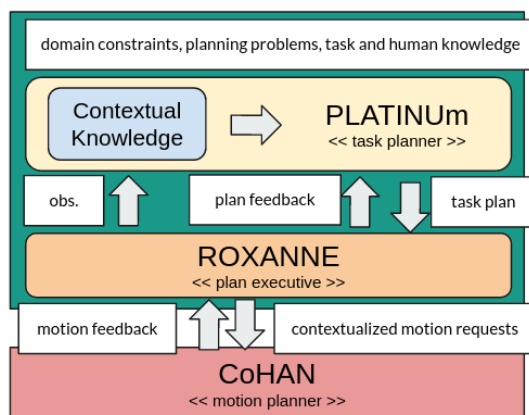 domain constraints, planning problems, task and human knowledge
Contextual
Knowledge
PLATINUm
<< task planner >>
obs.
plan feedback
task plan
ROXANNE
<< plan executive >>
motion feedback
contextualized motion requests
CoHAN
<< motion planner >>